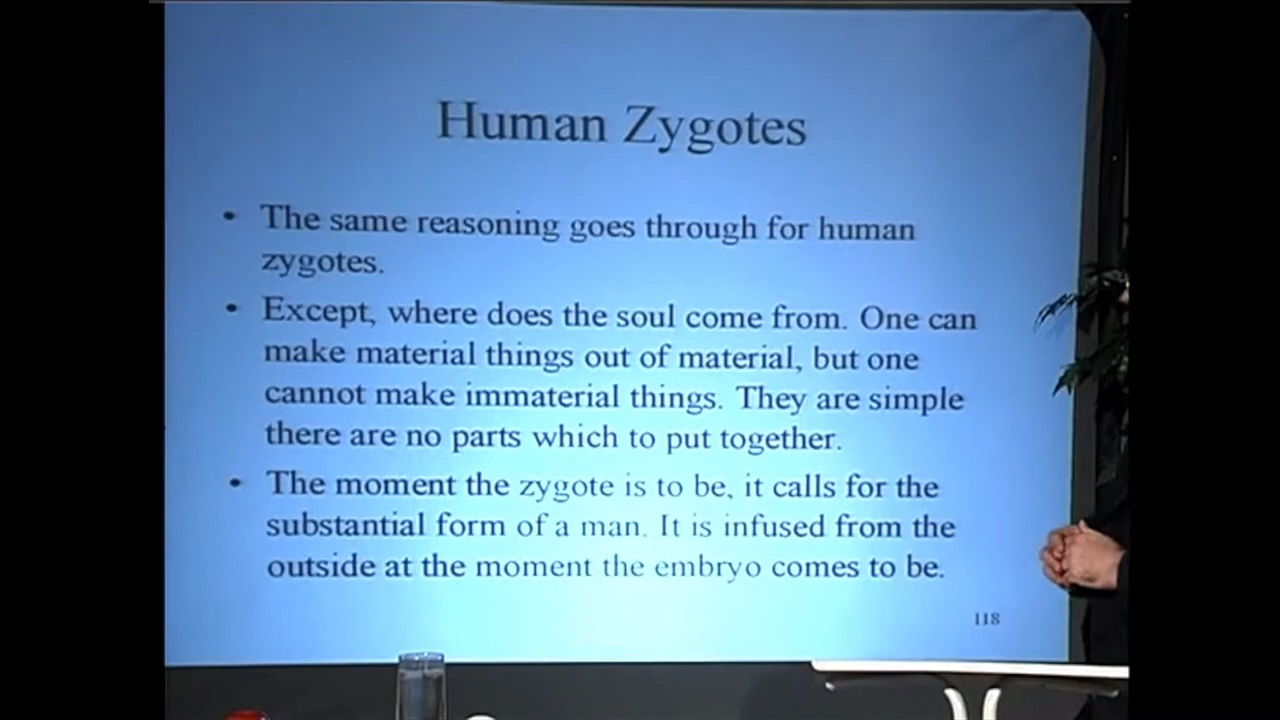 Human Zygotes
• The same reasoning goes through for human
zygotes.
• Except, where does the soul come from. One can
make material things out of material, but one
cannot make immaterial things. They are simple
there are no parts which to put together.
• The moment the zygote is to be, it calls for the
substantial form of a man. It is infused from the
outside at the moment the embryo comes to be.
118